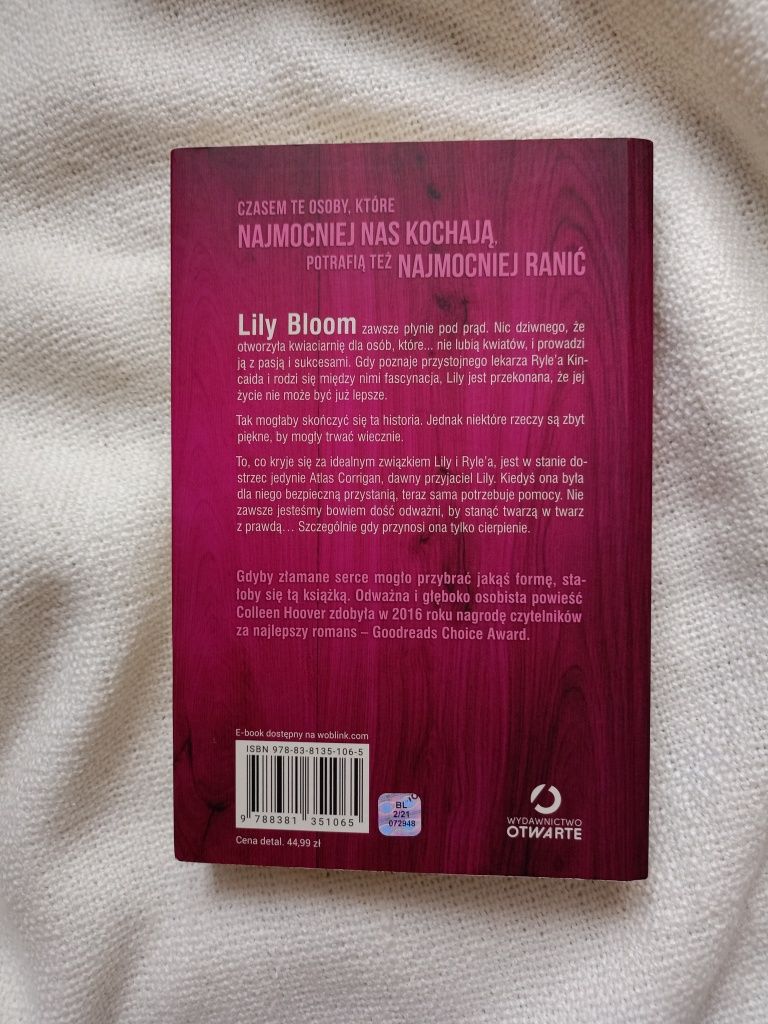 CZASEM TE OSOBY, KTÓRE
NAJMOCNIEJ NAS KOCHAJĄ,
POTRAFIĄ TEŻ NAJMOCNIEJ RANIĆ
Lily Bloom zawsze płynie pod prąd. Nic dziwnego, że
otworzyła kwiaciarnię dla osób, które... nie lubią kwiatów, i prowadzi
ją z pasją i sukcesami. Gdy poznaje przystojnego lekarza Ryle'a Kin-
caida i rodzi się między nimi fascynacja, Lily jest przekonana, że jej
życie nie może być już lepsze.
Tak mogłaby skończyć się ta historia. Jednak niektóre rzeczy są zbyt
piękne, by mogły trwać wiecznie.
To, co kryje się za idealnym związkiem Lily i Ryle'a, jest w stanie do-
strzec jedynie Atlas Corrigan, dawny przyjaciel Lily. Kiedyś ona była
dla niego bezpieczną przystanią, teraz sama potrzebuje pomocy. Nie
zawsze jesteśmy bowiem dość odważni, by stanąć twarzą w twarz
z prawdą... Szczególnie gdy przynosi ona tylko cierpienie.
Gdyby złamane serce mogło przybrać jakąś formę, sta-
łoby się tą książką. Odważna i głęboko osobista powieść
Colleen Hoover zdobyła w 2016 roku nagrodę czytelników
za najlepszy romans – Goodreads Choice Award.
E-book dostępny na woblink.com
ISBN 978-83-8135-106-5
9 788381 351065
Cena detal. 44,99 zł
BL
2/21
072948
WYDAWNICTWO
OTWARTE